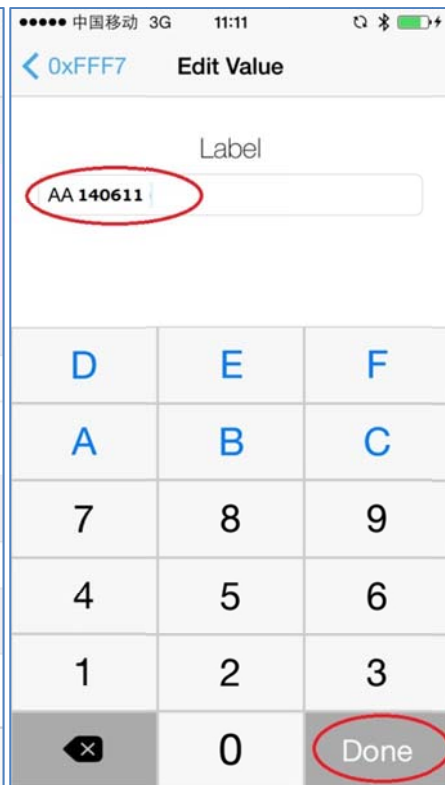 ●●●●● 中国移动 3G 11:11
0xFFF7 Edit Value
Label
AA 140611
D E F
A B C
7 8 9
4 5 6
1 2 3
0 Done